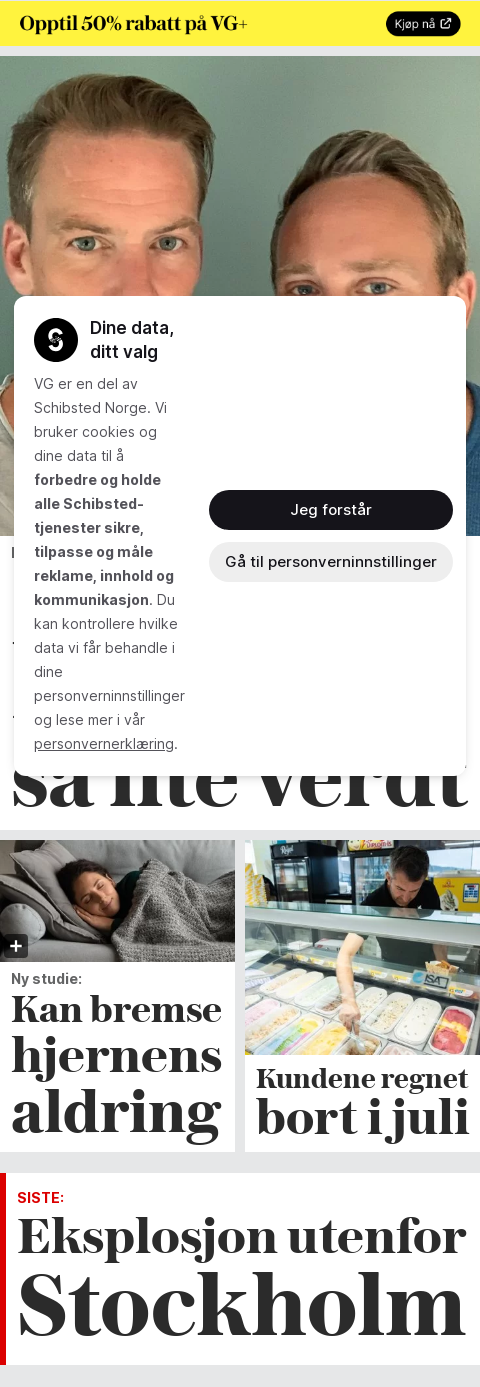 Opptil 50% rabatt på VG+
Kjøp nå
Dine data,
ditt valg
VG er en del av
Schibsted Norge. Vi
bruker cookies og
dine data til å
forbedre og holde
alle Schibsted-
tjenester sikre,
tilpasse og måle
reklame, innhold og
kommunikasjon. Du
kan kontrollere hvilke
data vi får behandle i
dine
personverninnstillinger
og lese mer i vår
personvernerklæring.
Jeg forstår
Gå til personverninnstillinger
så lite verdt
Ny studie:
Kan bremse
hjernens
aldring
ISA
Kundene regnet
bort i juli
SISTE:
Eksplosjon utenfor
Stockholm